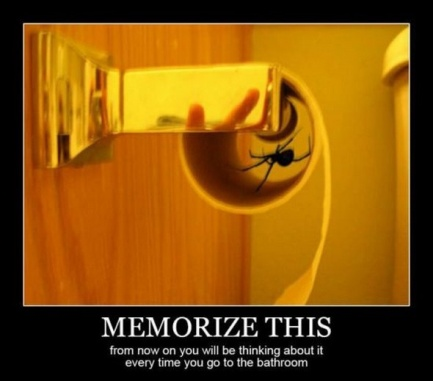 MEMORIZE THIS
from now on you will be thinking about it
every time you go to the bathroom